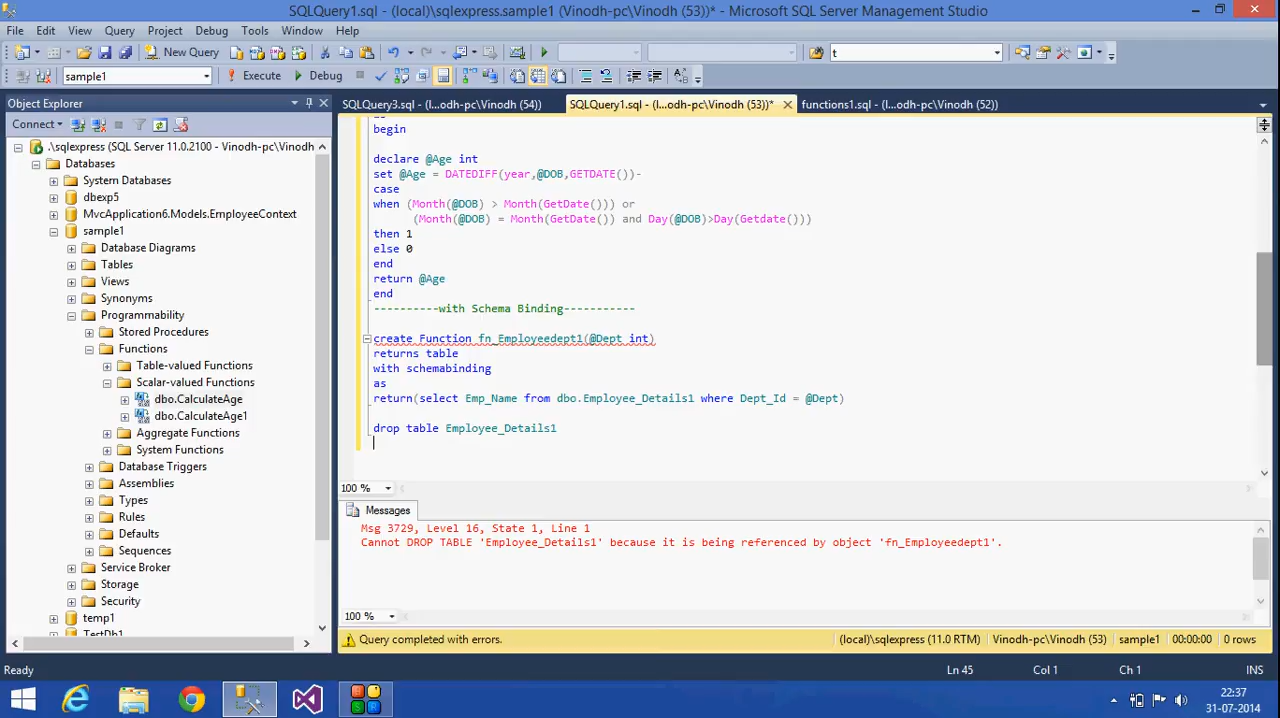 SQLQuery1.sql - (local)\sqlexpress.sample1 (Vinodh-pc\Vinodh (53))* - Microsoft SQL Server Management Studio
File Edit View Query Project Debug Tools Window Help
New Query t
sample1 Execute Debug
Object Explorer
SQLQuery3.sql - (l...odh-pc\Vinodh (54)) SQLQuery1.sql - (l...odh-pc\Vinodh (53))* functions1.sql - (l...odh-pc\Vinodh (52))
Connect
.\sqlexpress (SQL Server 11.0.2100 - Vinodh-pc\Vinodh
Databases
System Databases
dbexp5
MvcApplication6.Models.EmployeeContext
sample1
Database Diagrams
Tables
Views
Synonyms
Programmability
Stored Procedures
Functions
Table-valued Functions
Scalar-valued Functions
dbo.CalculateAge
dbo.CalculateAge1
Aggregate Functions
System Functions
Database Triggers
Assemblies
Types
Rules
Defaults
Sequences
Service Broker
Storage
Security
temp1
TestDb1
begin
declare @Age int
set @Age = DATEDIFF(year,@DOB,GETDATE())-
case
when (Month(@DOB) > Month(GetDate())) or
(Month(@DOB) = Month(GetDate()) and Day(@DOB)>Day(Getdate()))
then 1
else 0
end
return @Age
end
----------with Schema Binding-----------
create Function fn_Employeedept1(@Dept int)
returns table
with schemabinding
as
return(select Emp_Name from dbo.Employee_Details1 where Dept_Id = @Dept)
drop table Employee_Details1
100 %
Messages
Msg 3729, Level 16, State 1, Line 1
Cannot DROP TABLE 'Employee_Details1' because it is being referenced by object 'fn_Employeedept1'.
100 %
Query completed with errors. (local)\sqlexpress (11.0 RTM) Vinodh-pc\Vinodh (53) sample1 00:00:00 0 rows
Ready Ln 45 Col 1 Ch 1 INS
22:37
31-07-2014